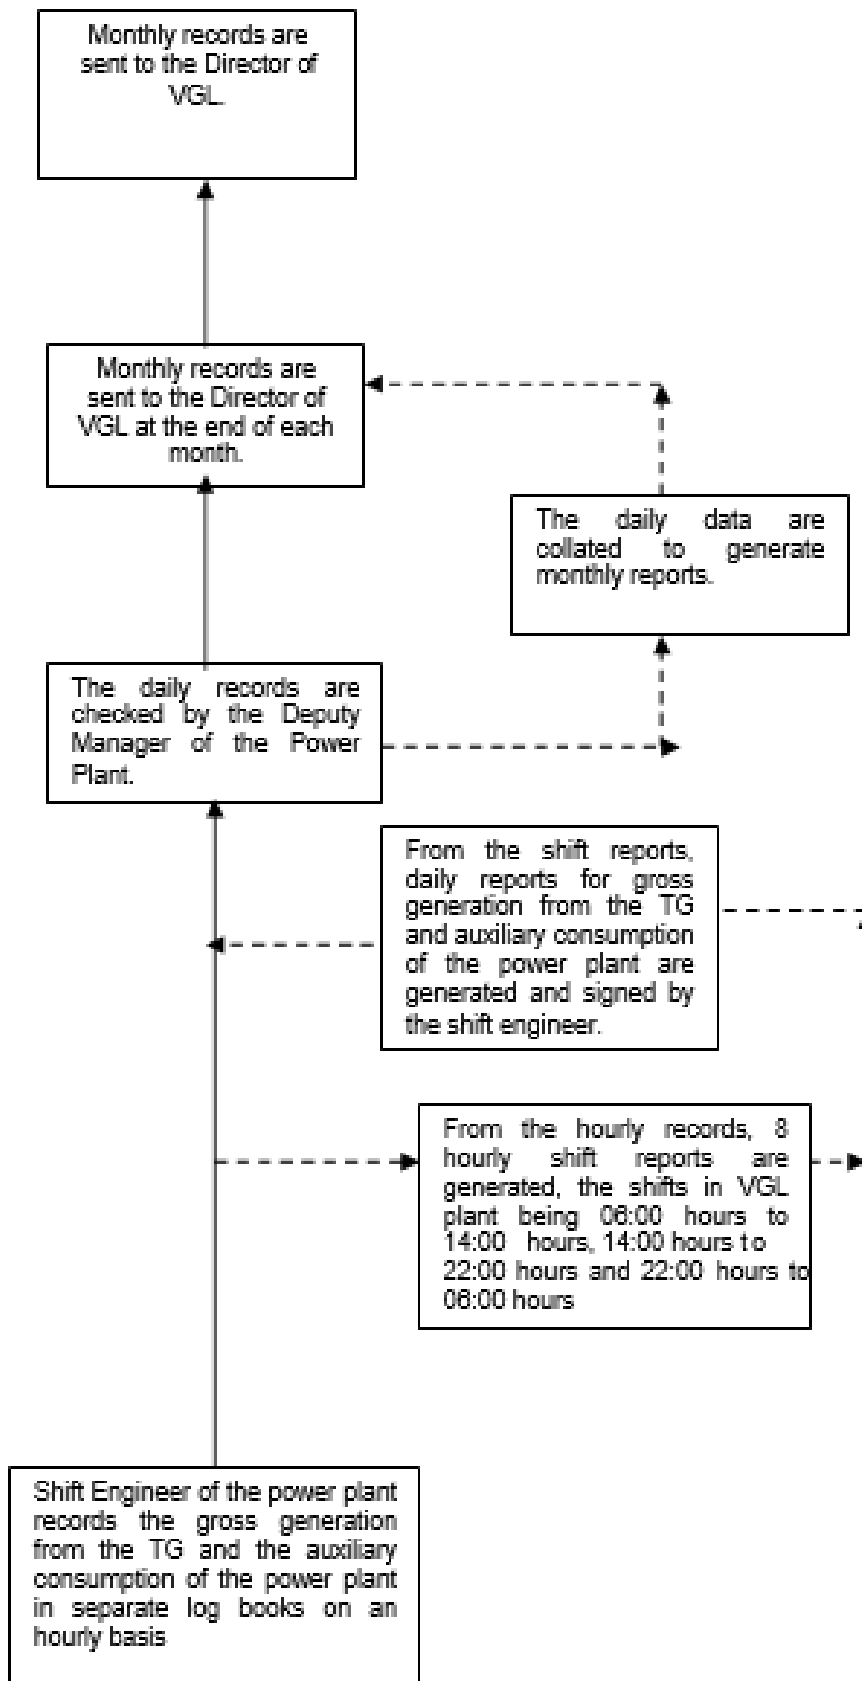 Monthly records are
sent to the Director of
VGL.
Monthly records are
sent to the Director of
VGL at the end of each
month.
The daily data are
collated to generate
monthly reports.
The daily records are
checked by the Deputy
Manager of the Power
Plant.
From the shift reports,
daily reports for gross
generation from the TG
and auxiliary consumption
of the power plant are
generated and signed by
the shift engineer.
From the hourly records, 8
hourly shift reports are
generated, the shifts in VGL
plant being 06:00 hours to
14:00 hours, 14:00 hours to
22:00 hours and 22:00 hours to
06:00 hours
Shift Engineer of the power plant
records the gross generation
from the TG and the auxiliary
consumption of the power plant
in separate log books on an
hourly basis